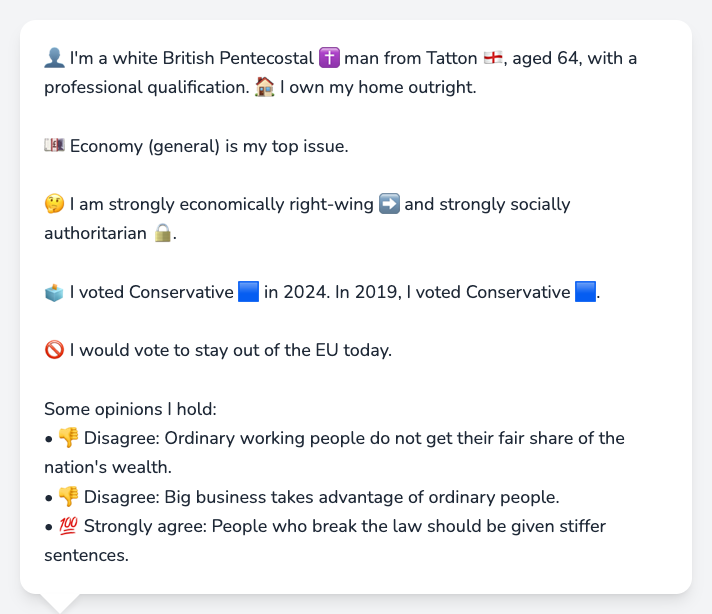 👤 I'm a white British Pentecostal ✝️ man from Tatton 🏴󠁧󠁢󠁥󠁮󠁧󠁿, aged 64, with a
professional qualification. 🏠 I own my home outright.
💷 Economy (general) is my top issue.
🤔 I am strongly economically right-wing ➡️ and strongly socially
authoritarian 🔒.
🗳️ I voted Conservative 🟦 in 2024. In 2019, I voted Conservative 🟦.
🚫 I would vote to stay out of the EU today.
Some opinions I hold:
• 👎 Disagree: Ordinary working people do not get their fair share of the
nation's wealth.
• 👎 Disagree: Big business takes advantage of ordinary people.
• 💯 Strongly agree: People who break the law should be given stiffer
sentences.